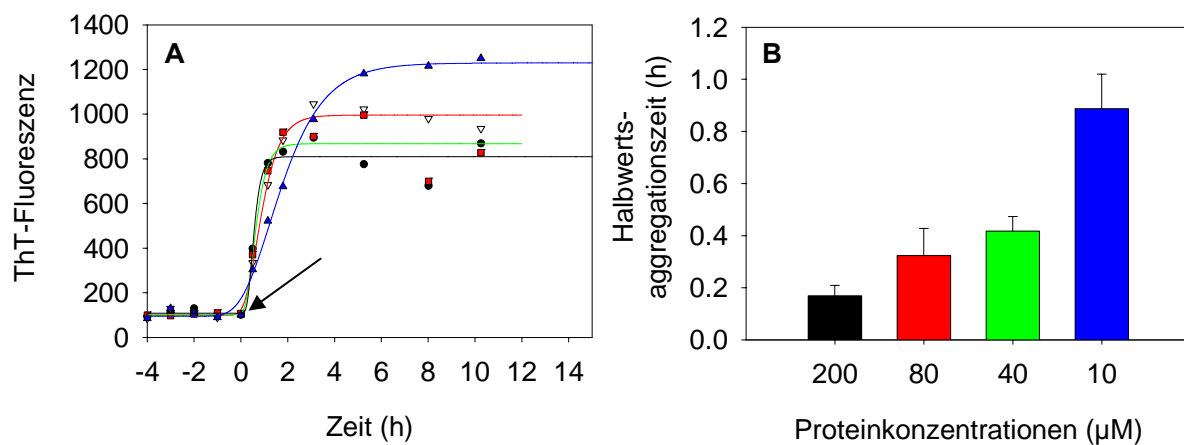 A
ThT-Fluoreszenz
1400
1200
1000
800
600
400
200
0
-4 -2 0 2 4 6 8 10 12 14
Zeit (h)
B
Halbwerts-
aggregationszeit (h)
1.2
1.0
0.8
0.6
0.4
0.2
0.0
200 80 40 10
Proteinkonzentrationen (µM)